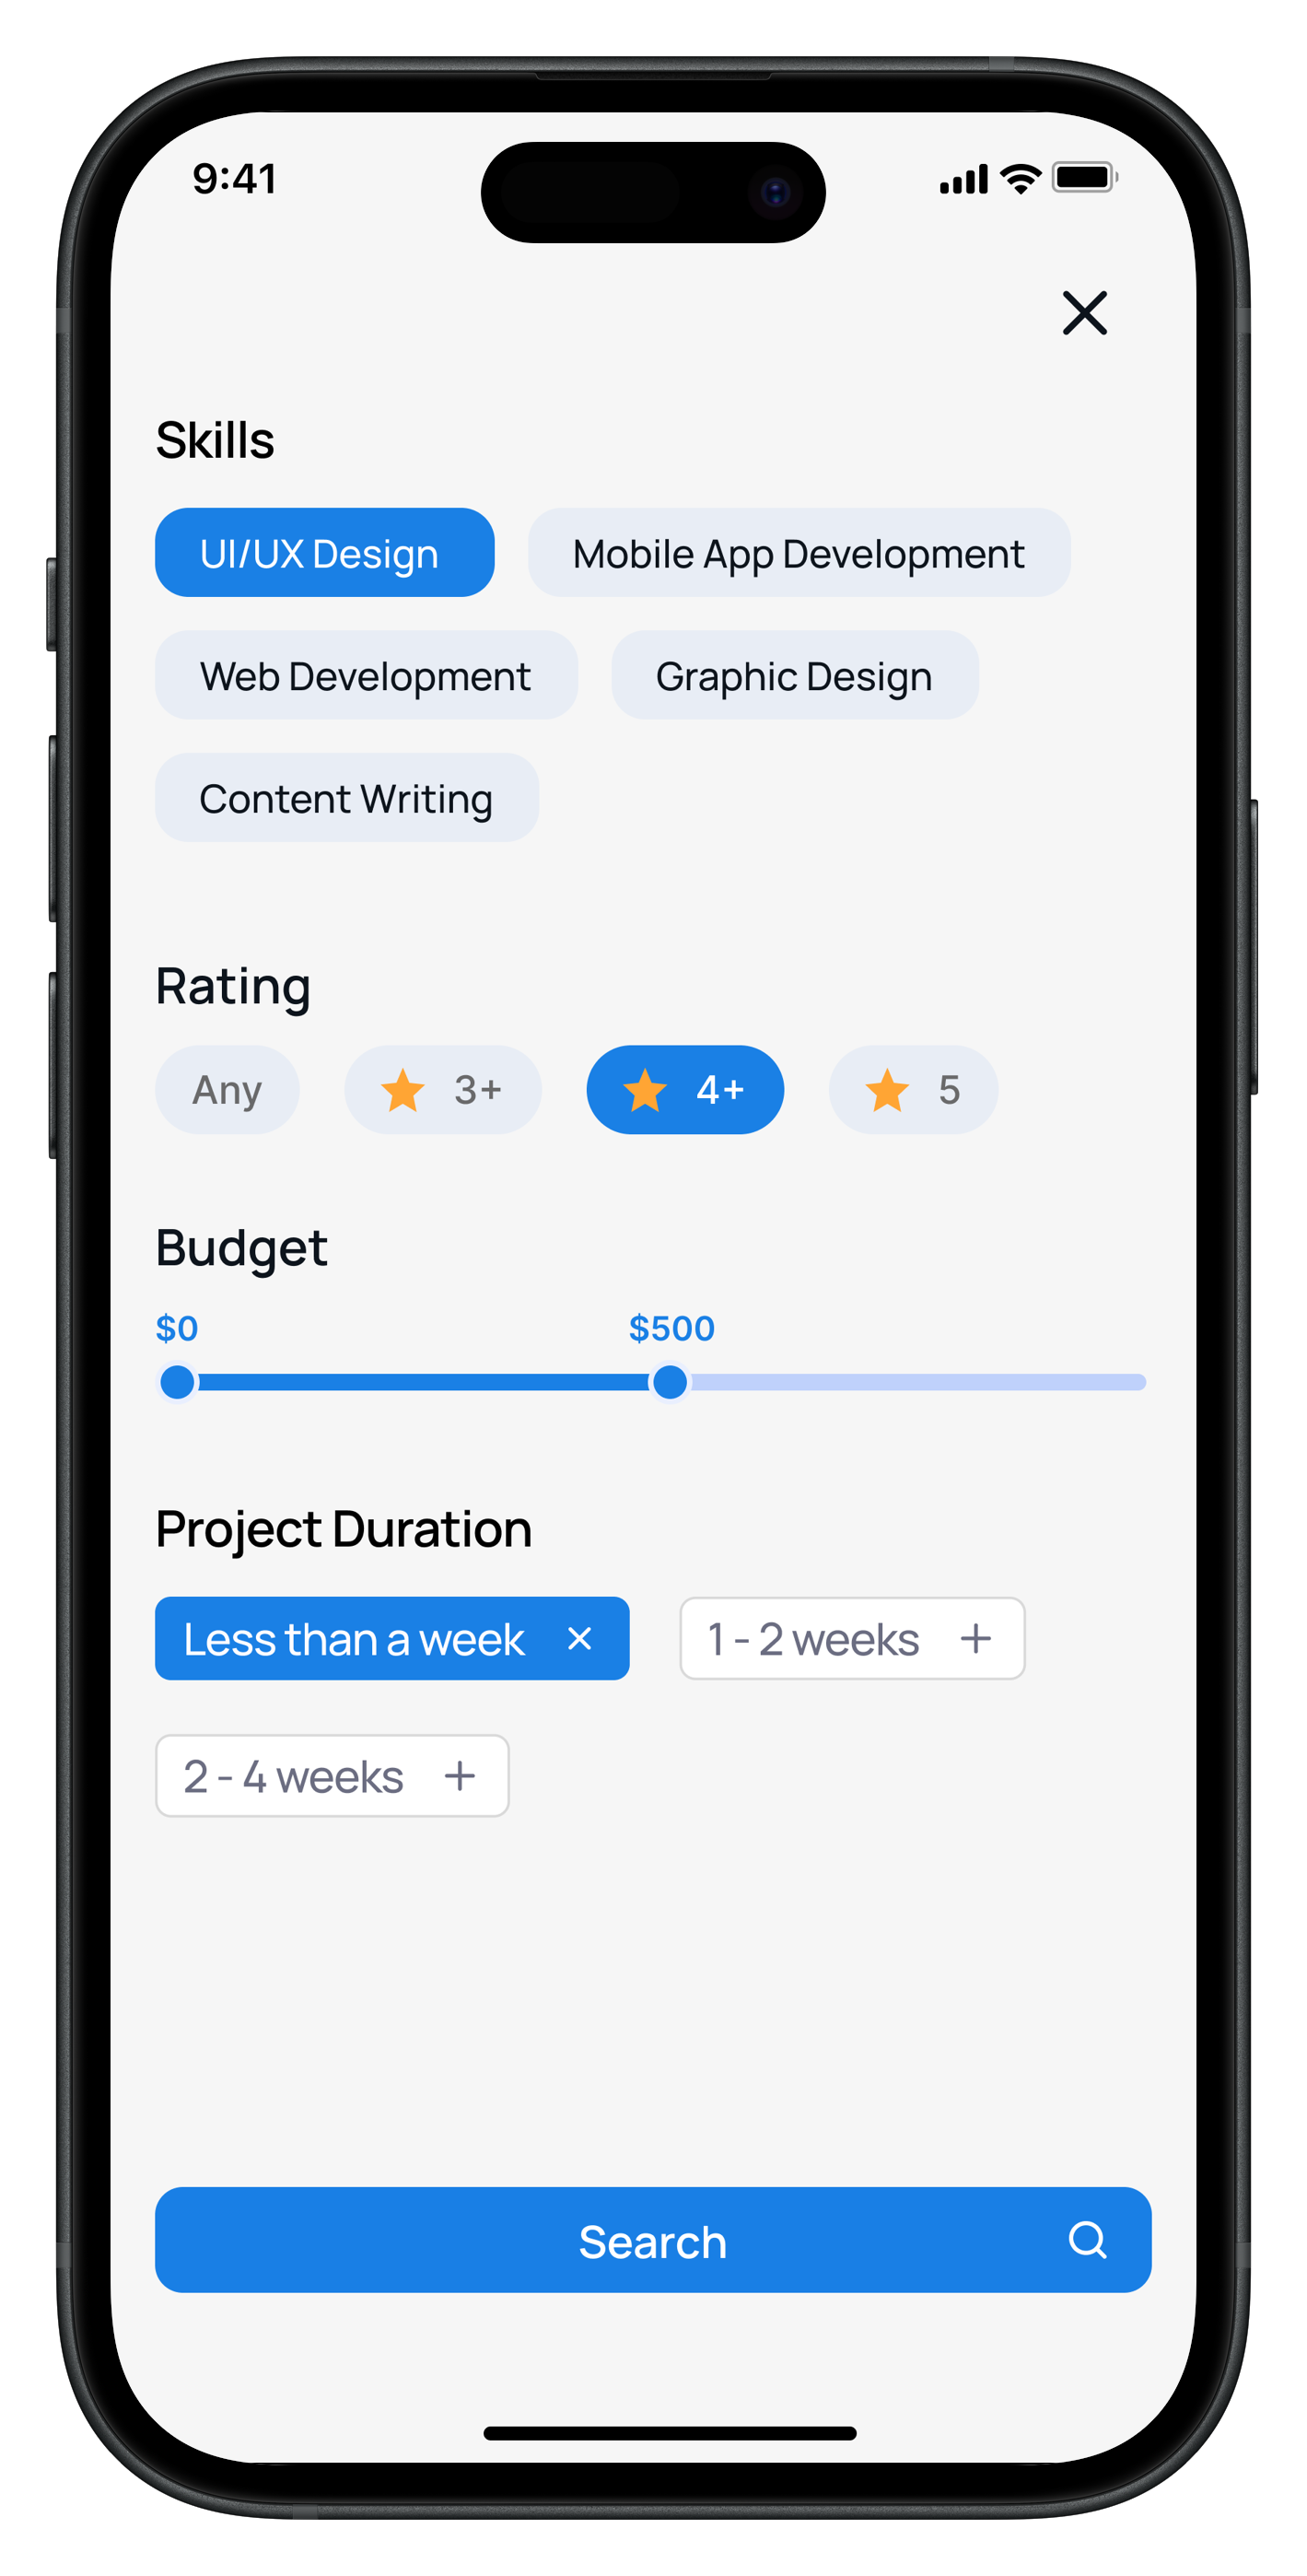 9:41
Skills
UI/UX Design Mobile App Development
Web Development Graphic Design
Content Writing
Rating
Any 3+ 4+ 5
Budget
$0 $500
Project Duration
Less than a week 1 - 2 weeks
2 - 4 weeks
Search